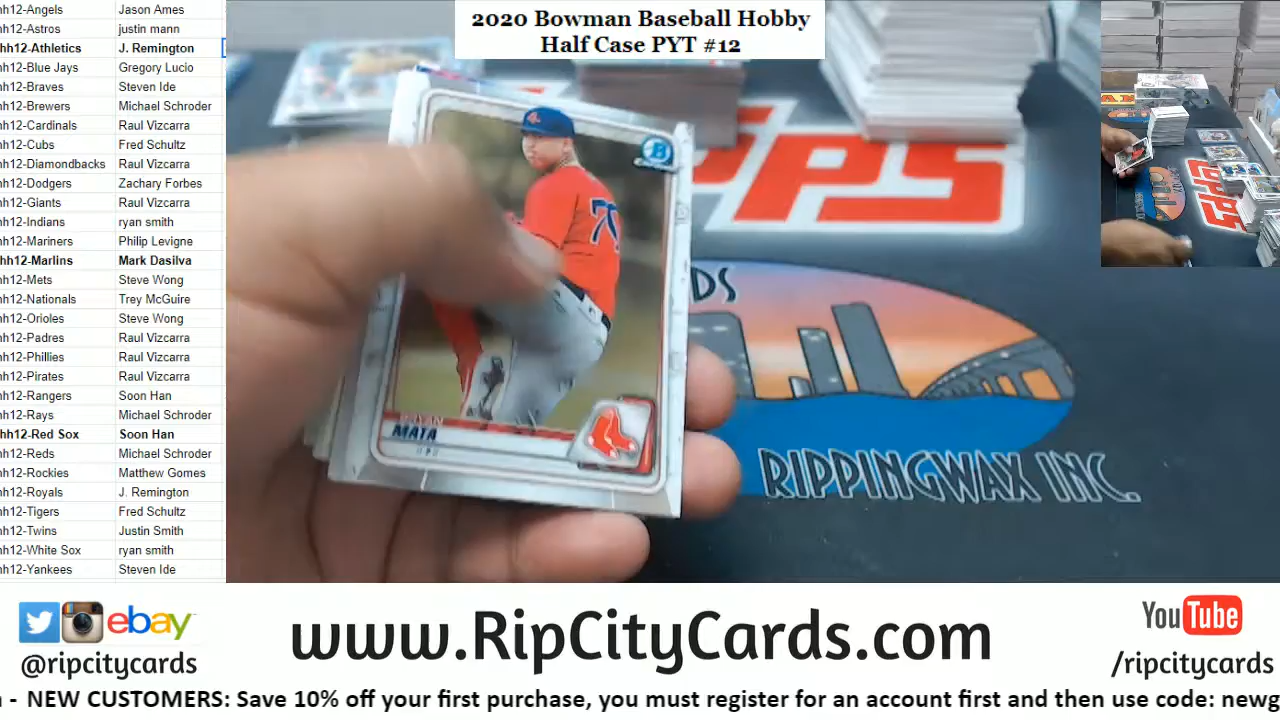 2020 Bowman Baseball Hobby
Half Case PYT #12
hh12-Angels Jason Ames
hh12-Astros justin mann
hh12-Athletics J. Remington
hh12-Blue Jays Gregory Lucio
hh12-Braves Steven Ide
hh12-Brewers Michael Schroder
hh12-Cardinals Raul Vizcarra
hh12-Cubs Fred Schultz
hh12-Diamondbacks Raul Vizcarra
hh12-Dodgers Zachary Forbes
hh12-Giants Raul Vizcarra
hh12-Indians ryan smith
hh12-Mariners Philip Levigne
hh12-Marlins Mark Dasilva
hh12-Mets Steve Wong
hh12-Nationals Trey McGuire
hh12-Orioles Steve Wong
hh12-Padres Raul Vizcarra
hh12-Phillies Raul Vizcarra
hh12-Pirates Raul Vizcarra
hh12-Rangers Soon Han
hh12-Rays Michael Schroder
hh12-Red Sox Soon Han
hh12-Reds Michael Schroder
hh12-Rockies Matthew Gomes
hh12-Royals J. Remington
hh12-Tigers Fred Schultz
hh12-Twins Justin Smith
hh12-White Sox ryan smith
hh12-Yankees Steven Ide
B
MATA
PPS
DS
RIPPINGWAX INC.
ebay
@ripcitycards
www.RipCityCards.com
YouTube
/ripcitycards
- NEW CUSTOMERS: Save 10% off your first purchase, you must register for an account first and then use code: newg